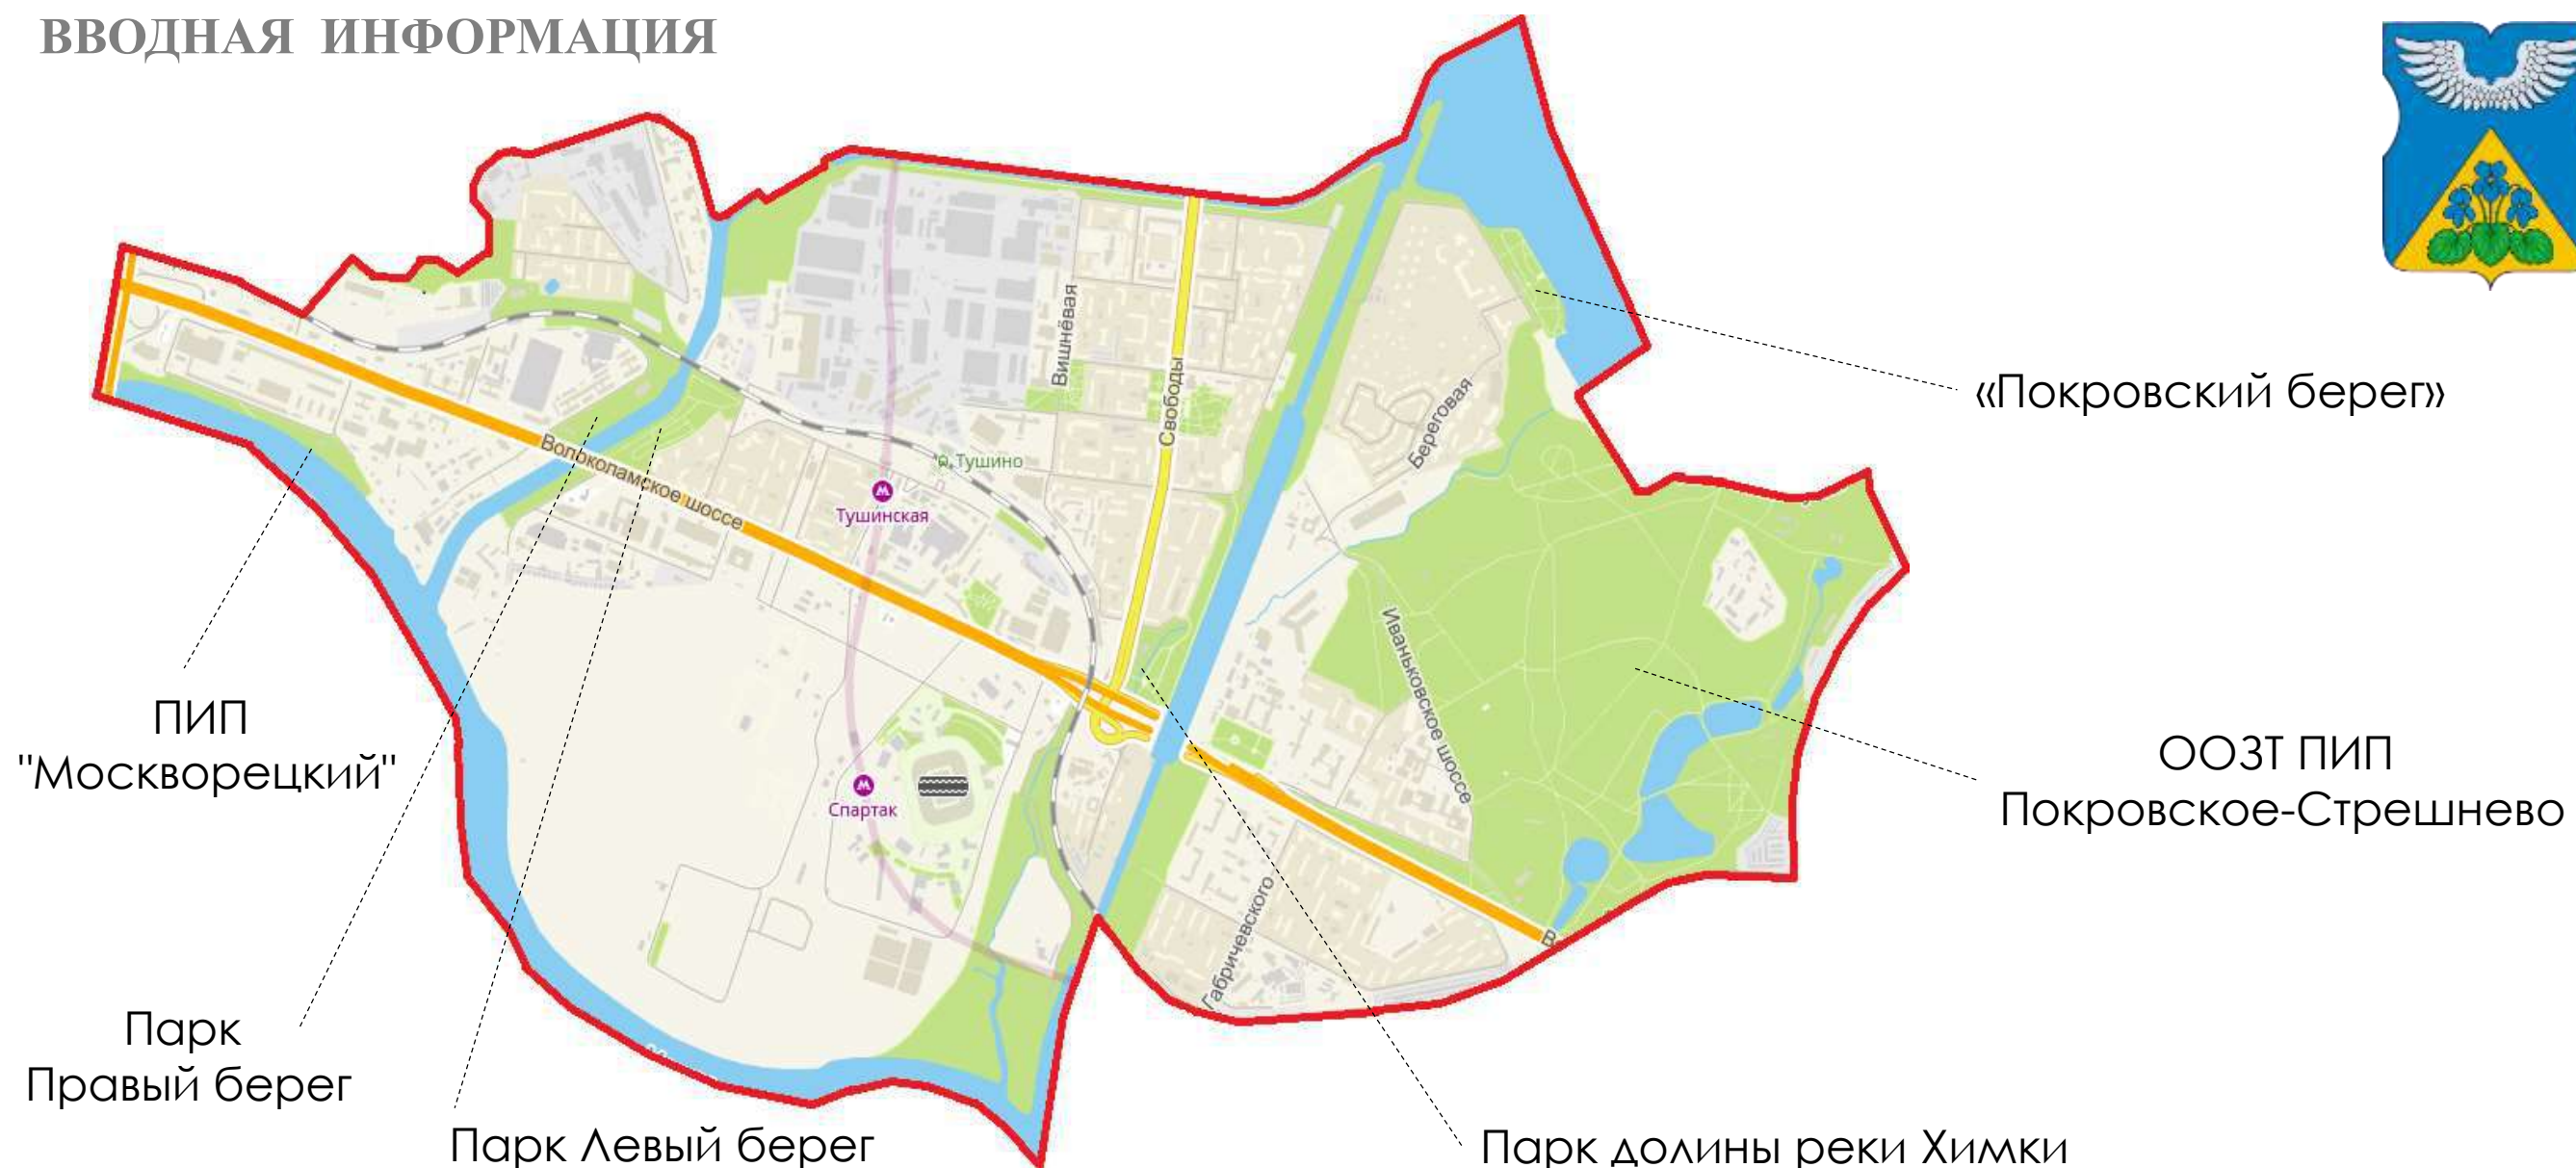 ВВОДНАЯ ИНФОРМАЦИЯ
Вишнёвая
Свободы
Береговая
«Покровский берег»
Волоколамское шоссе
Тушино
Тушинская
Иваньковское шоссе
ПИП
"Москворецкий"
ООЗТ ПИП
Покровское-Стрешнево
Спартак
Габричевского
В
Парк
Правый берег
Парк Левый берег
Парк долины реки Химки